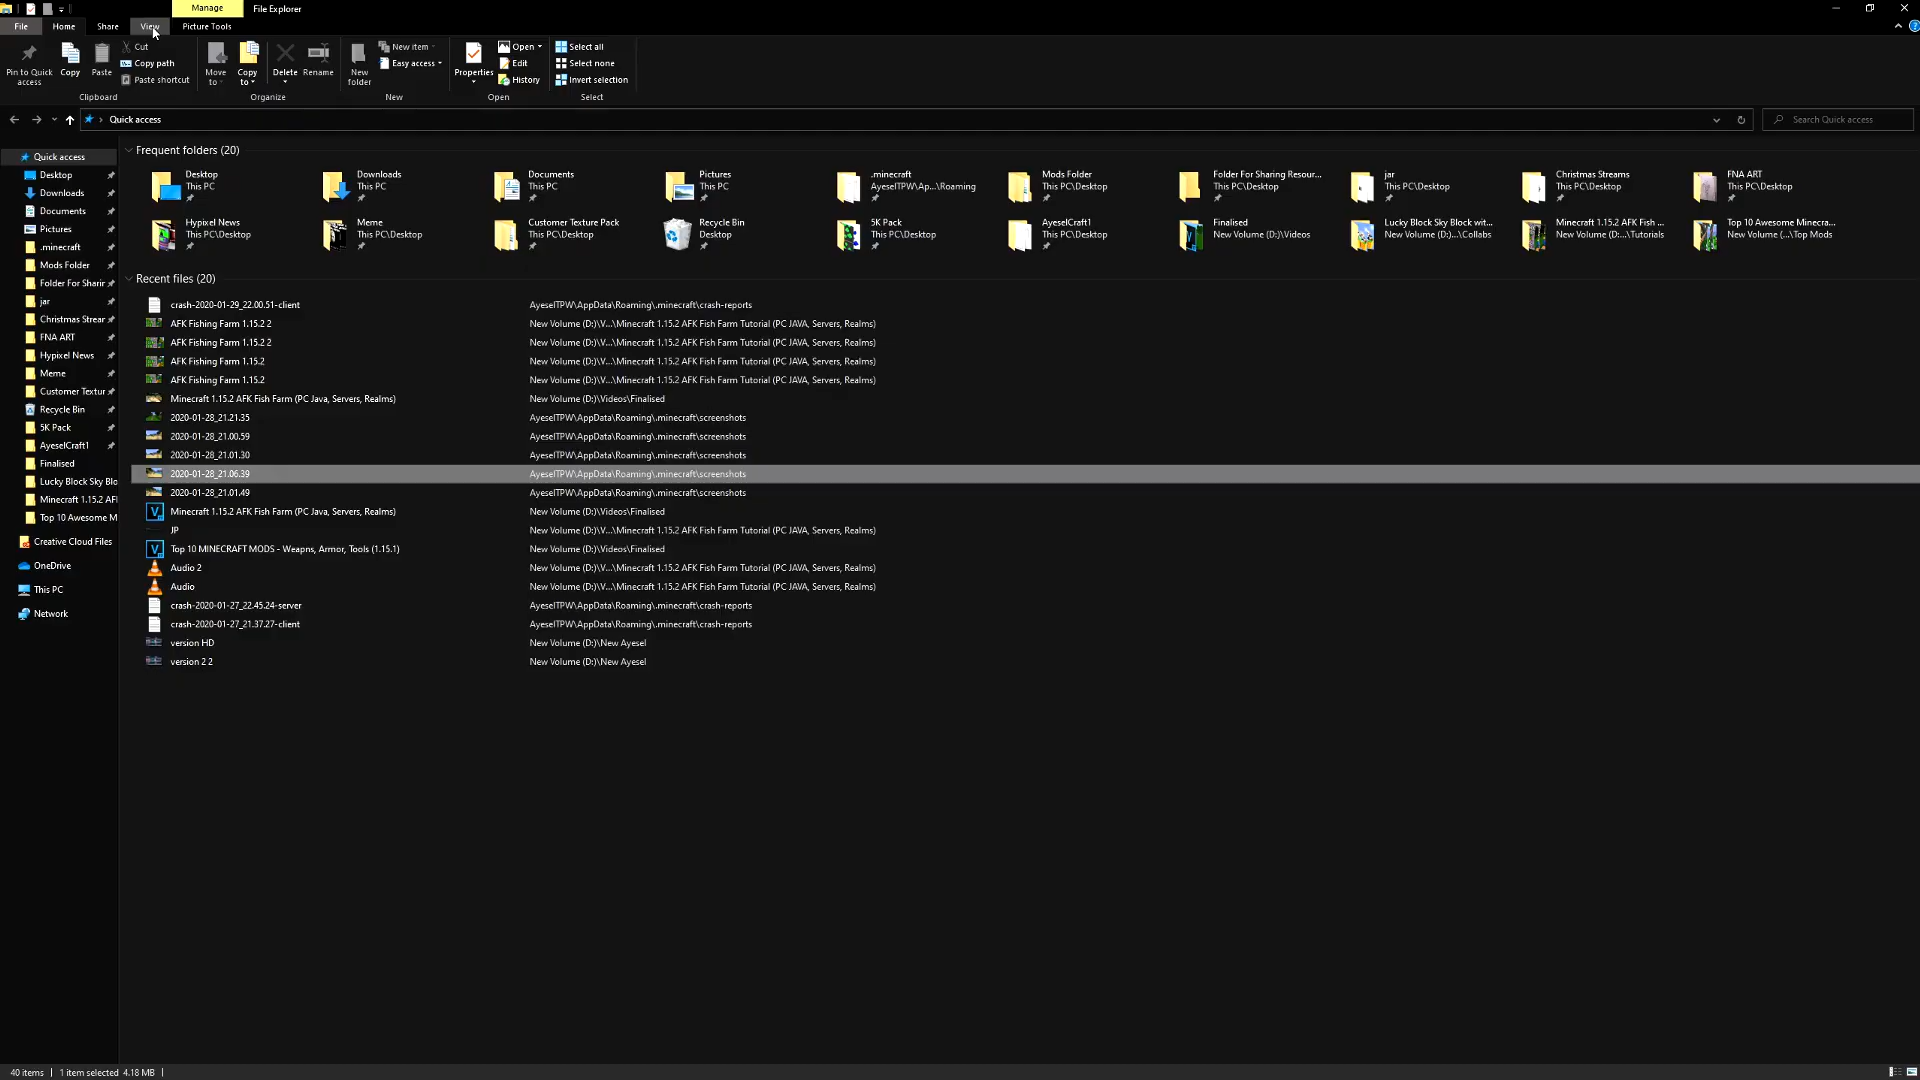 Manage
File Explorer
File
Home
Share
View
Picture Tools
Pin to Quick access
Copy
Paste
Cut
Copy path
Paste shortcut
Clipboard
Move to
Copy to
Delete
Rename
Organize
New folder
New item
Easy access
New
Properties
Open
Edit
History
Open
Select all
Select none
Invert selection
Select
Quick access
Search Quick access
Quick access
Desktop
Downloads
Documents
Pictures
.minecraft
Mods Folder
Folder For Sharir
jar
Christmas Strear
FNA ART
Hypixel News
Meme
Customer Textur
Recycle Bin
5K Pack
AyeselCraft1
Finalised
Lucky Block Sky Blo
Minecraft 1.15.2 AFI
Top 10 Awesome M
Creative Cloud Files
OneDrive
This PC
Network
Frequent folders (20)
Desktop
This PC
Downloads
This PC
Documents
This PC
Pictures
This PC
.minecraft
AyeselTPW\Ap...\Roaming
Mods Folder
This PC\Desktop
Folder For Sharing Resour...
This PC\Desktop
jar
This PC\Desktop
Christmas Streams
This PC\Desktop
FNA ART
This PC\Desktop
Hypixel News
This PC\Desktop
Meme
This PC\Desktop
Customer Texture Pack
This PC\Desktop
Recycle Bin
Desktop
5K Pack
This PC\Desktop
AyeselCraft1
This PC\Desktop
Finalised
New Volume (D:)\Videos
Lucky Block Sky Block wit...
New Volume (D:)...\Collabs
Minecraft 1.15.2 AFK Fish ...
New Volume (D:...\Tutorials
Top 10 Awesome Minecra...
New Volume (...\Top Mods
Recent files (20)
crash-2020-01-29_22.00.51-client AyeselTPW\AppData\Roaming\.minecraft\crash-reports
AFK Fishing Farm 1.15.2 2 New Volume (D:)\V...\Minecraft 1.15.2 AFK Fish Farm Tutorial (PC JAVA, Servers, Realms)
AFK Fishing Farm 1.15.2 2 New Volume (D:)\V...\Minecraft 1.15.2 AFK Fish Farm Tutorial (PC JAVA, Servers, Realms)
AFK Fishing Farm 1.15.2 New Volume (D:)\V...\Minecraft 1.15.2 AFK Fish Farm Tutorial (PC JAVA, Servers, Realms)
AFK Fishing Farm 1.15.2 New Volume (D:)\V...\Minecraft 1.15.2 AFK Fish Farm Tutorial (PC JAVA, Servers, Realms)
Minecraft 1.15.2 AFK Fish Farm (PC Java, Servers, Realms) New Volume (D:)\Videos\Finalised
2020-01-28_21.21.35 AyeselTPW\AppData\Roaming\.minecraft\screenshots
2020-01-28_21.00.59 AyeselTPW\AppData\Roaming\.minecraft\screenshots
2020-01-28_21.01.30 AyeselTPW\AppData\Roaming\.minecraft\screenshots
2020-01-28_21.06.39 AyeselTPW\AppData\Roaming\.minecraft\screenshots
2020-01-28_21.01.49 AyeselTPW\AppData\Roaming\.minecraft\screenshots
Minecraft 1.15.2 AFK Fish Farm (PC Java, Servers, Realms) New Volume (D:)\Videos\Finalised
JP New Volume (D:)\V...\Minecraft 1.15.2 AFK Fish Farm Tutorial (PC JAVA, Servers, Realms)
Top 10 MINECRAFT MODS - Weapns, Armor, Tools (1.15.1) New Volume (D:)\Videos\Finalised
Audio 2 New Volume (D:)\V...\Minecraft 1.15.2 AFK Fish Farm Tutorial (PC JAVA, Servers, Realms)
Audio New Volume (D:)\V...\Minecraft 1.15.2 AFK Fish Farm Tutorial (PC JAVA, Servers, Realms)
crash-2020-01-27_22.45.24-server AyeselTPW\AppData\Roaming\.minecraft\crash-reports
crash-2020-01-27_21.37.27-client AyeselTPW\AppData\Roaming\.minecraft\crash-reports
version HD New Volume (D:)\New Ayesel
version 2 2 New Volume (D:)\New Ayesel
40 items 1 item selected 4.18 MB